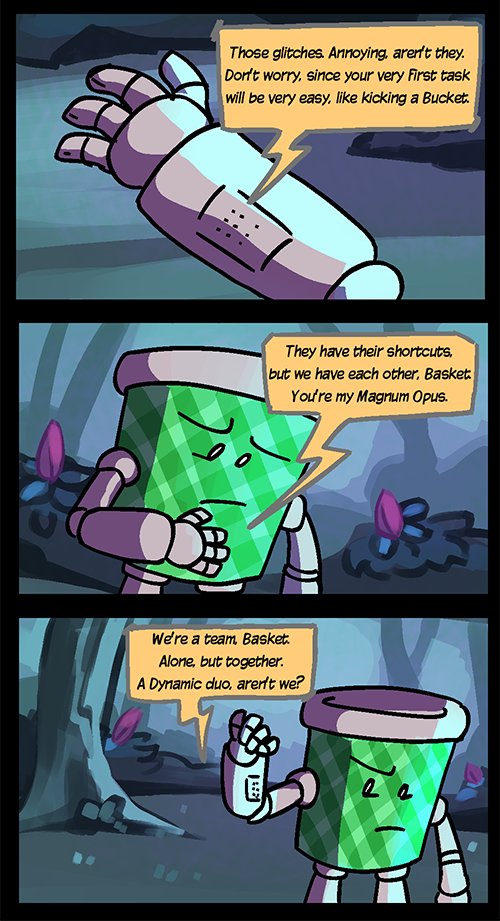 Those glitches. Annoying, aren't they.
Don't worry, since your very First task
will be very easy, like kicking a Bucket.
They have their shortcuts,
but we have each other, Basket.
You're my Magnum Opus.
We're a team, Basket.
Alone, but together.
A Dynamic duo, aren't we?